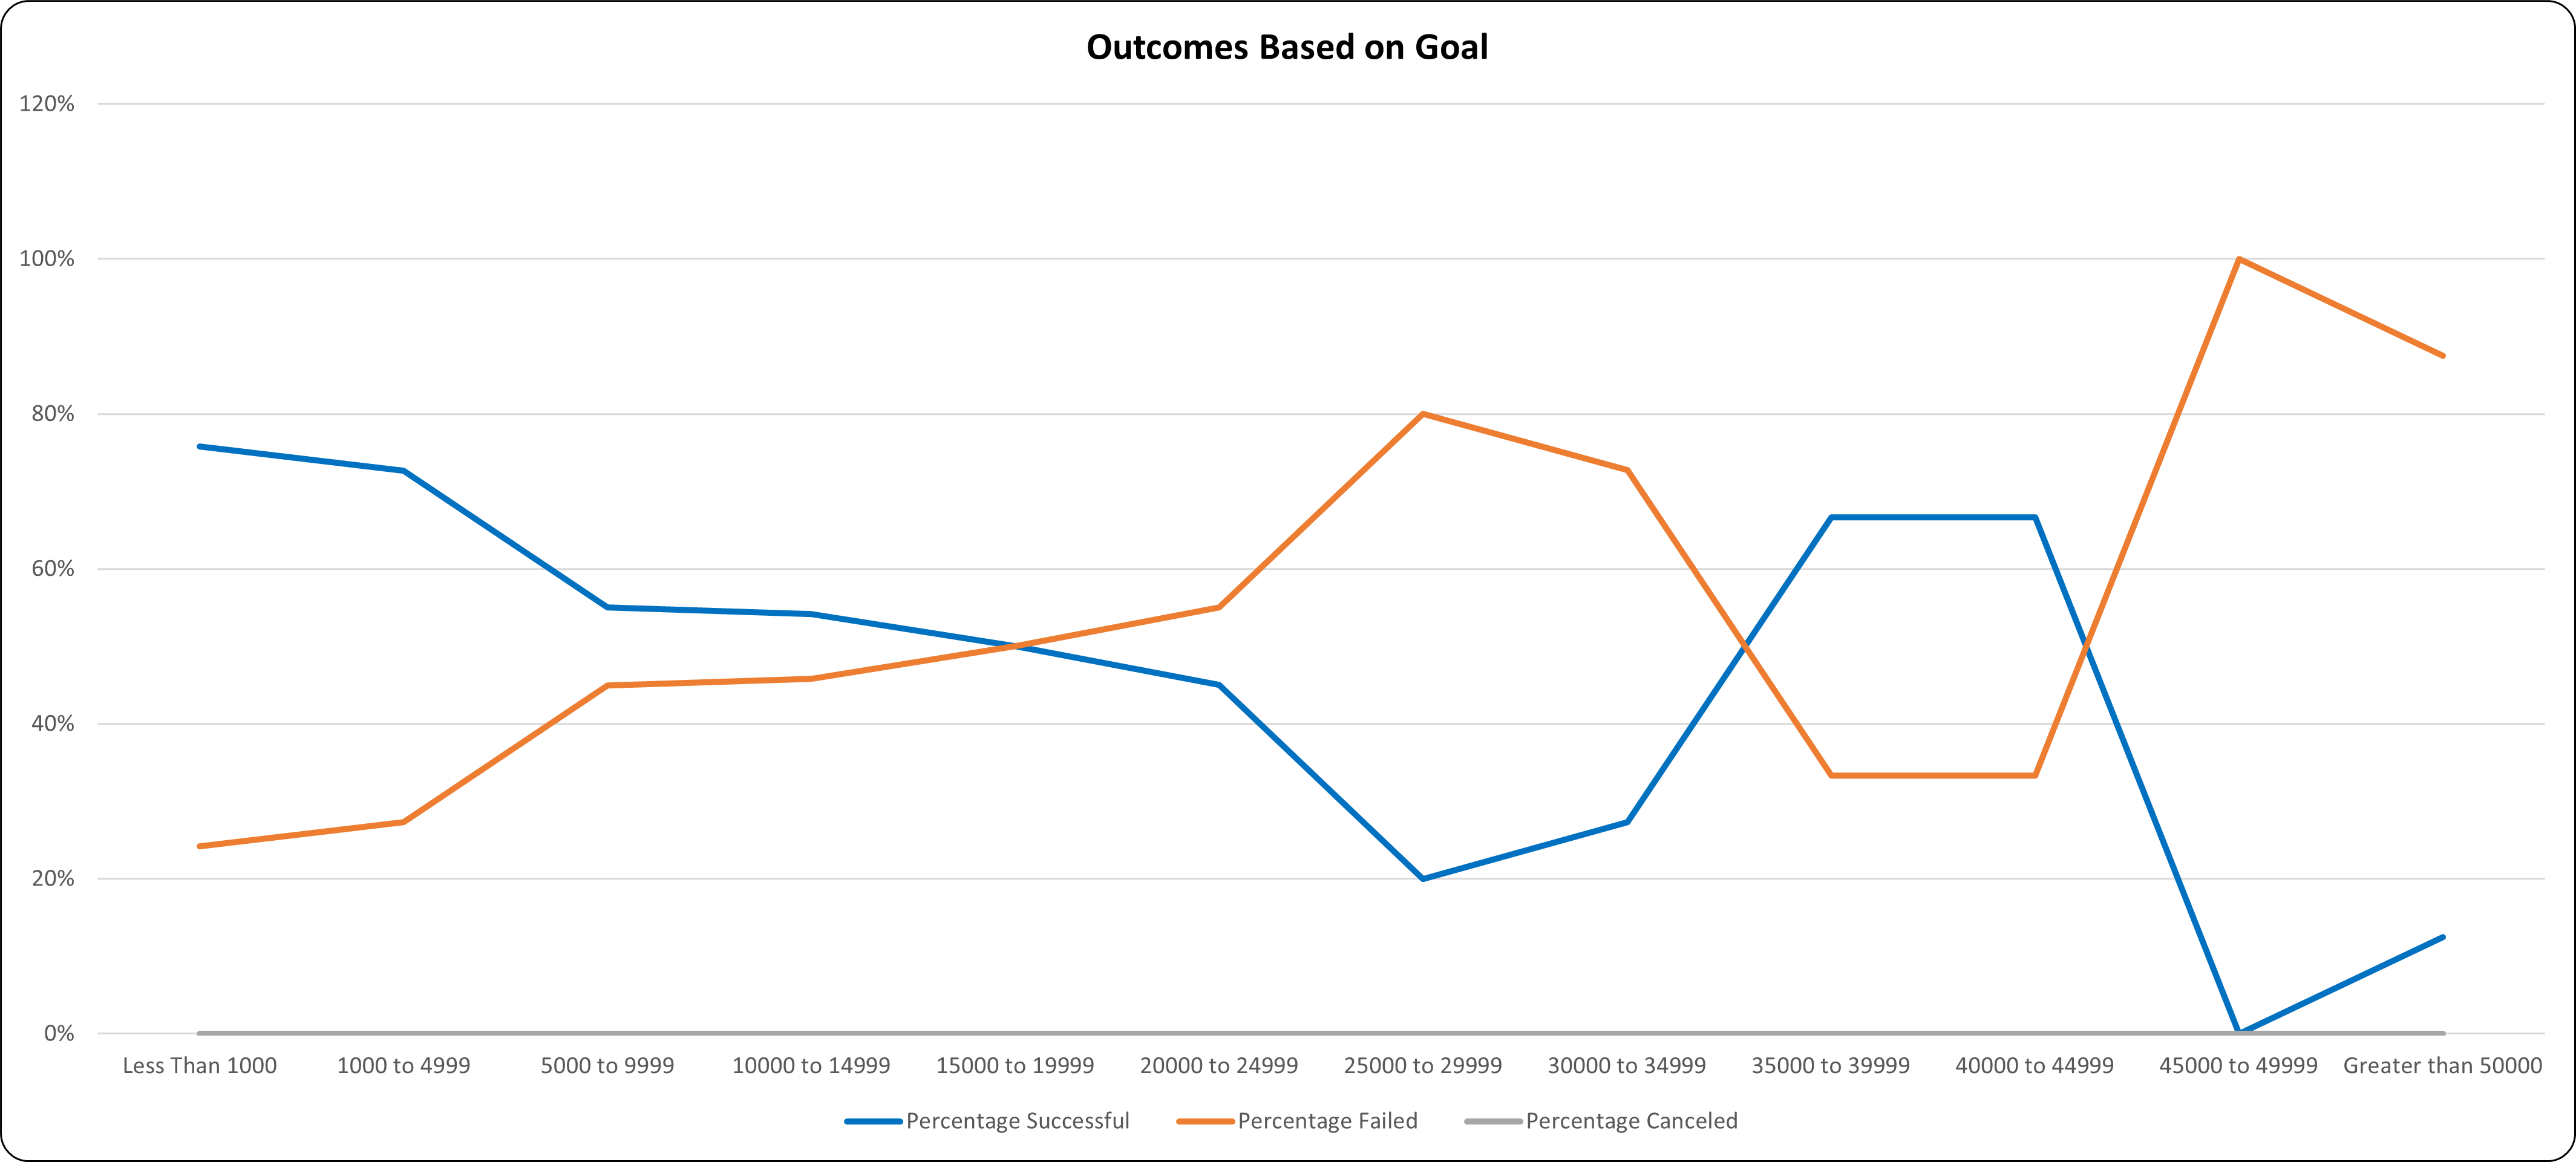 Outcomes Based on Goal
120%
100%
80%
60%
40%
20%
0%
Less Than 1000 1000 to 4999 5000 to 9999 10000 to 14999 15000 to 19999 20000 to 24999 25000 to 29999 30000 to 34999 35000 to 39999 40000 to 44999 45000 to 49999 Greater than 50000
Percentage Successful Percentage Failed Percentage Canceled